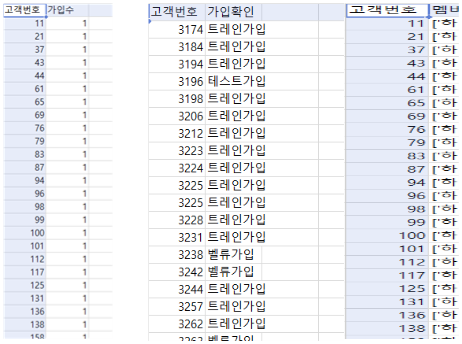 고객번호 가입수
11 1
21 1
37 1
43 1
44 1
61 1
65 1
69 1
76 1
79 1
83 1
87 1
94 1
96 1
98 1
99 1
100 1
101 1
112 1
117 1
125 1
131 1
136 1
138 1
158 1
고객번호 가입확인
3174 트레인가입
3184 트레인가입
3194 트레인가입
3196 테스트가입
3198 트레인가입
3206 트레인가입
3212 트레인가입
3223 트레인가입
3224 트레인가입
3225 트레인가입
3225 트레인가입
3228 트레인가입
3231 트레인가입
3238 벨류가입
3242 벨류가입
3244 트레인가입
3257 트레인가입
3262 트레인가입
3263 벨류가입
고객번호 멤버
11 ['하
21 ['하
37 ['하
43 ['하
44 ['하
61 ['하
65 ['하
69 ['하
76 ['하
79 ['하
83 ['하
87 ['하
94 ['하
96 ['하
98 ['하
99 ['하
100 ['하
101 ['하
112 ['하
117 ['하
125 ['하
131 ['하
136 ['하
138 ['하